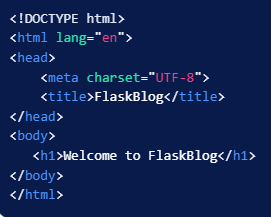 <!DOCTYPE html>
<html lang="en">
<head>
    <meta charset="UTF-8">
    <title>FlaskBlog</title>
</head>
<body>
   <h1>Welcome to FlaskBlog</h1>
</body>
</html>